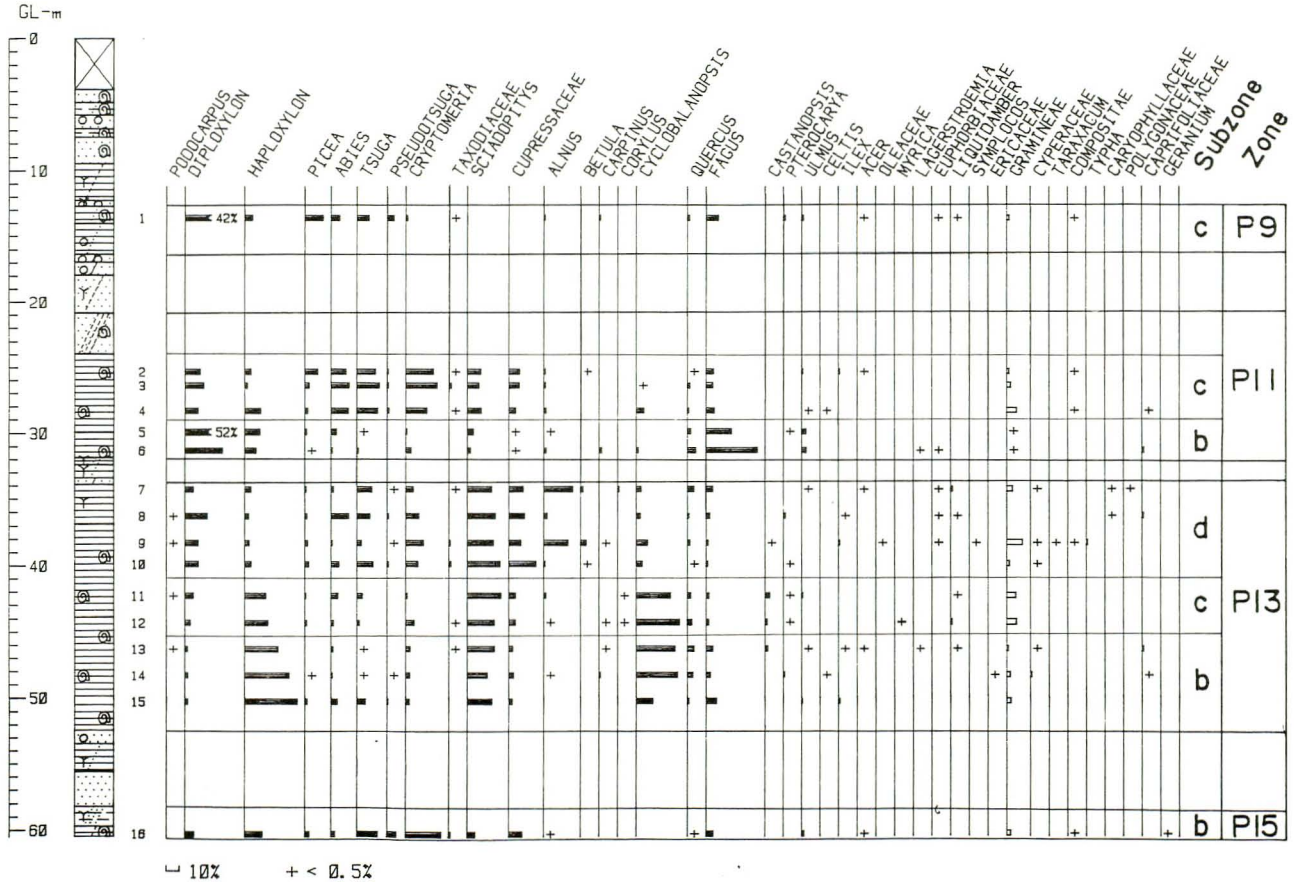 GL-m
0
10
20
30
40
50
60
PODOCARPUS
DIPLOXYLON
HAPLOXYLON
PICEA
ABIES
TSUGA
PSEUDOTSUGA
CRYPTOMERIA
TAXODIACEAE
SCIADOPITYS
CUPRESSACEAE
ALNUS
BETULA
CARPINUS
CORYLUS
CYCLOBALANOPSIS
QUERCUS
FAGUS
CASTANOPSIS
PTEROCARYA
ULMUS
CELTIS
ILEX
ACER
OLEACEAE
MYRICA
LAGERSTROEMIA
EUPHORBIACEAE
LIQUIDAMBER
SYMPLOCOS
ERICACEAE
GRAMINEAE
CYPERACEAE
TARAXACUM
COMPOSITAE
TYPHA
CARYOPHYLLACEAE
POLYGONACEAE
CAPRIFOLIACEAE
GERANIUM
Subzone
Zone
1 42% c P9
P11
2
3 c
4
5 52% b
6
7
8 d
9
10
11 c P13
12
13
14 b
15
16 b P15
10% + < 0.5%